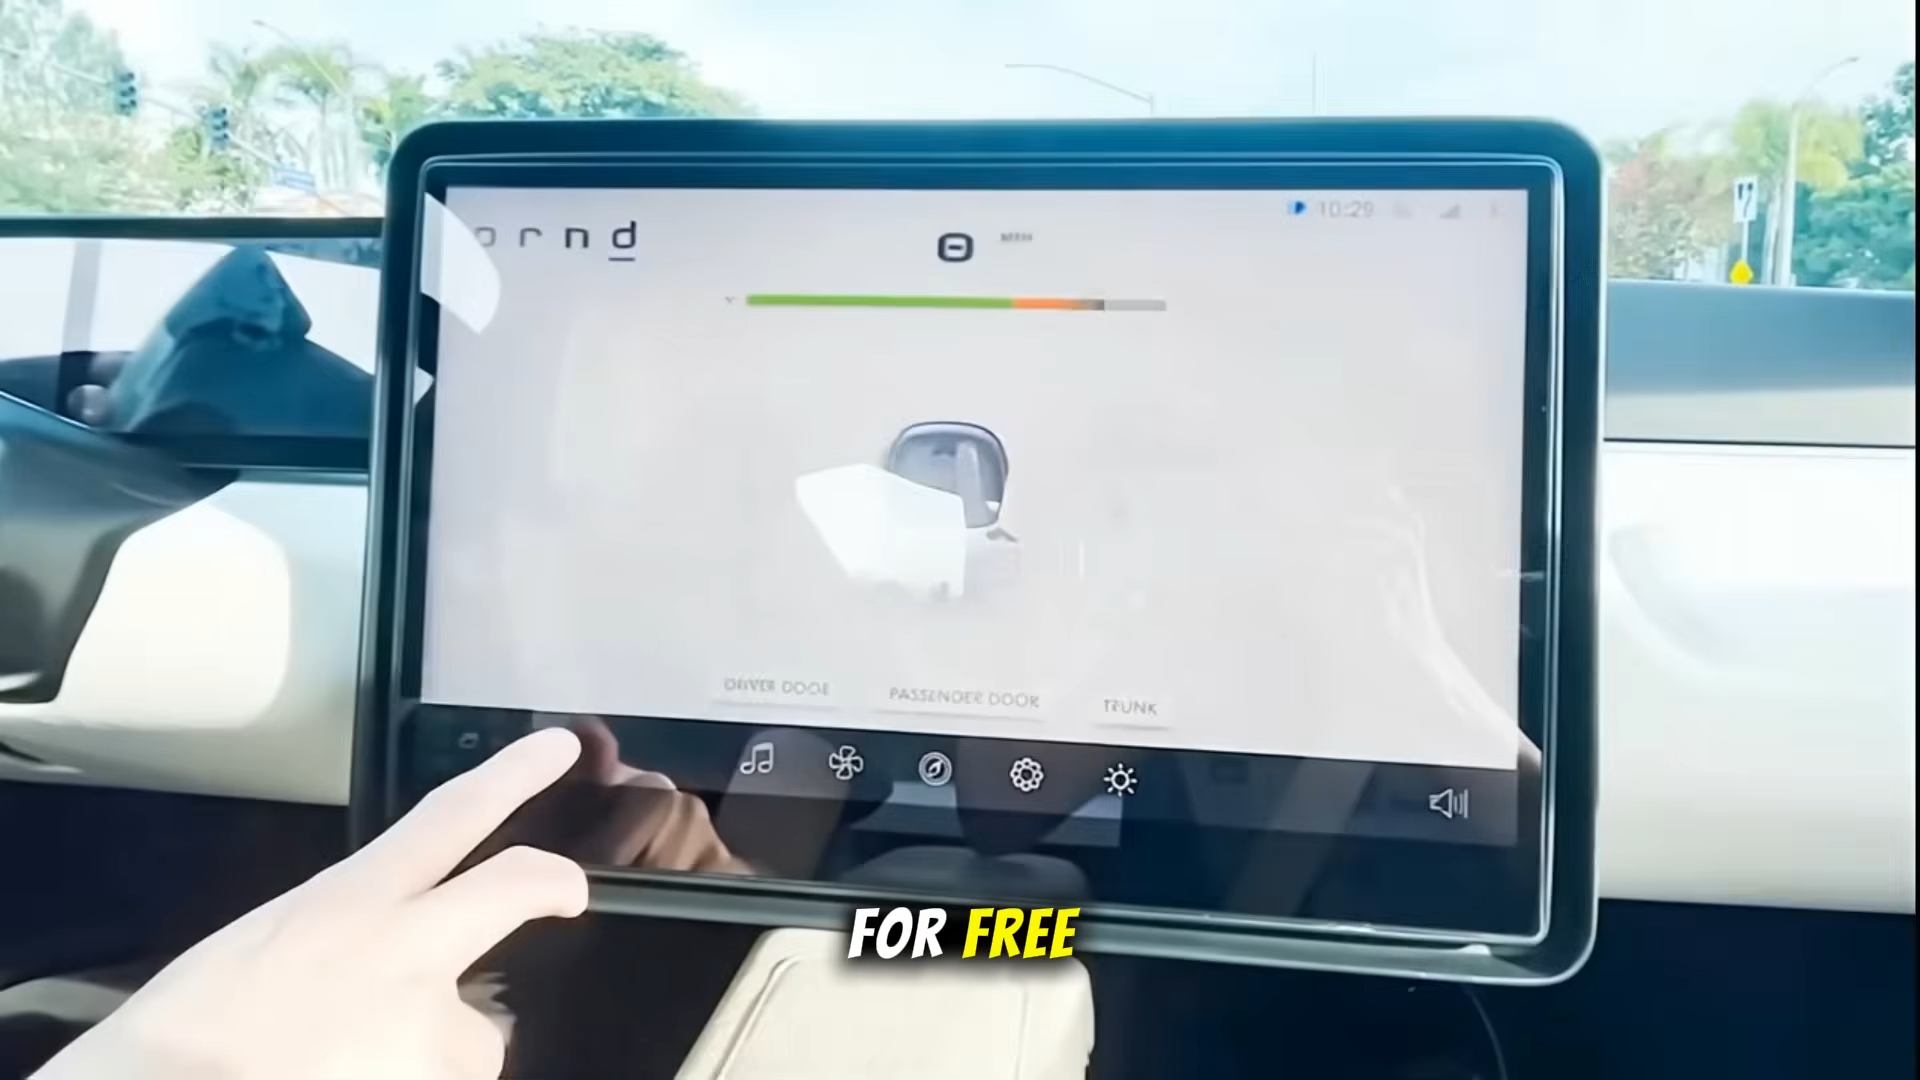 p r n d
10:29
DRIVER DOOR
PASSENGER DOOR
TRUNK
FOR FREE